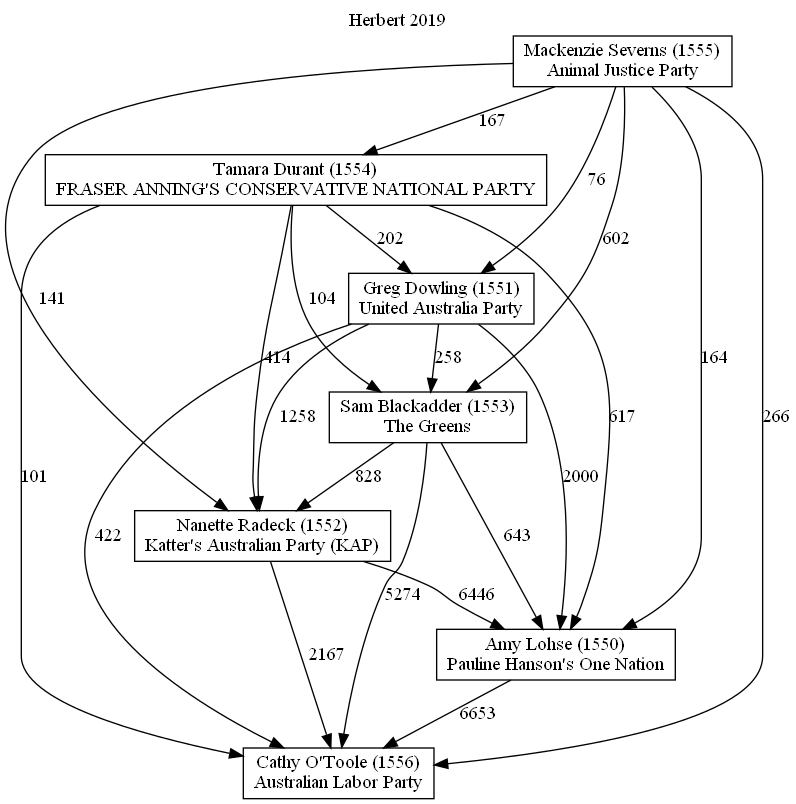 Herbert 2019
Mackenzie Severns (1555)
Animal Justice Party
167
Tamara Durant (1554)
FRASER ANNING'S CONSERVATIVE NATIONAL PARTY
76
202
602
Greg Dowling (1551)
United Australia Party
141
104
414
258
164
Sam Blackadder (1553)
The Greens
1258
617
266
101
828
2000
Nanette Radeck (1552)
Katter's Australian Party (KAP)
422
643
5274
6446
Amy Lohse (1550)
Pauline Hanson's One Nation
2167
6653
Cathy O'Toole (1556)
Australian Labor Party